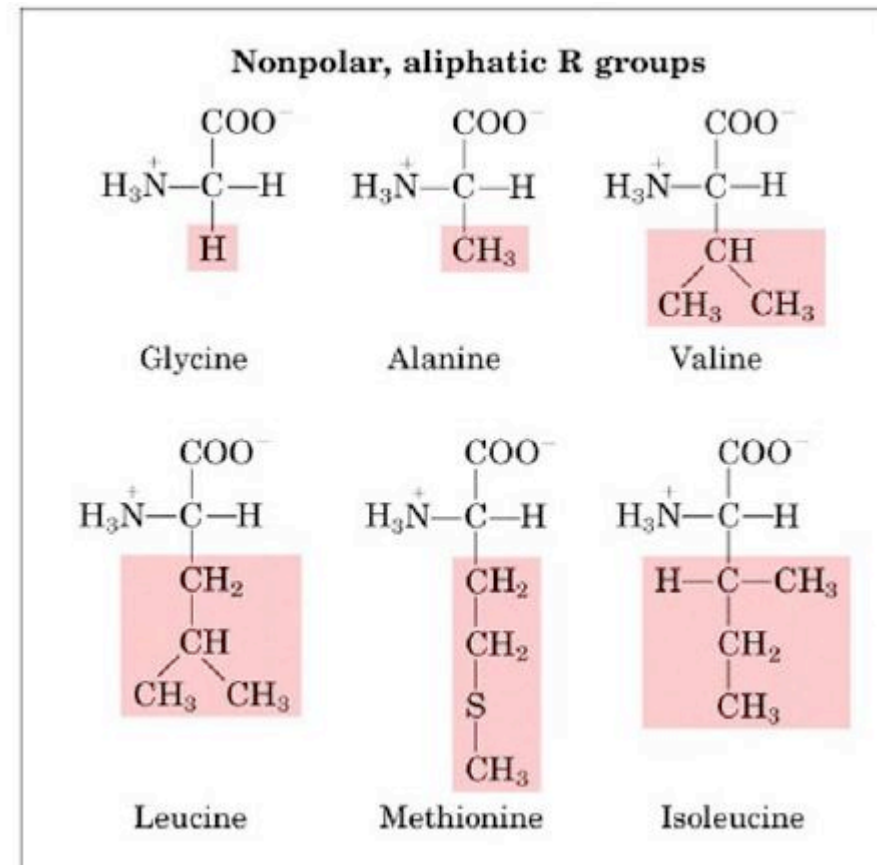 Nonpolar, aliphatic R groups
COO⁻ COO⁻ COO⁻
H₃N⁺—C—H H₃N⁺—C—H H₃N⁺—C—H
H CH₃ CH
CH₃ CH₃
Glycine Alanine Valine
COO⁻ COO⁻ COO⁻
H₃N⁺—C—H H₃N⁺—C—H H₃N⁺—C—H
CH₂ CH₂ H—C—CH₃
CH CH₂ CH₂
CH₃ CH₃ S CH₃
CH₃
Leucine Methionine Isoleucine